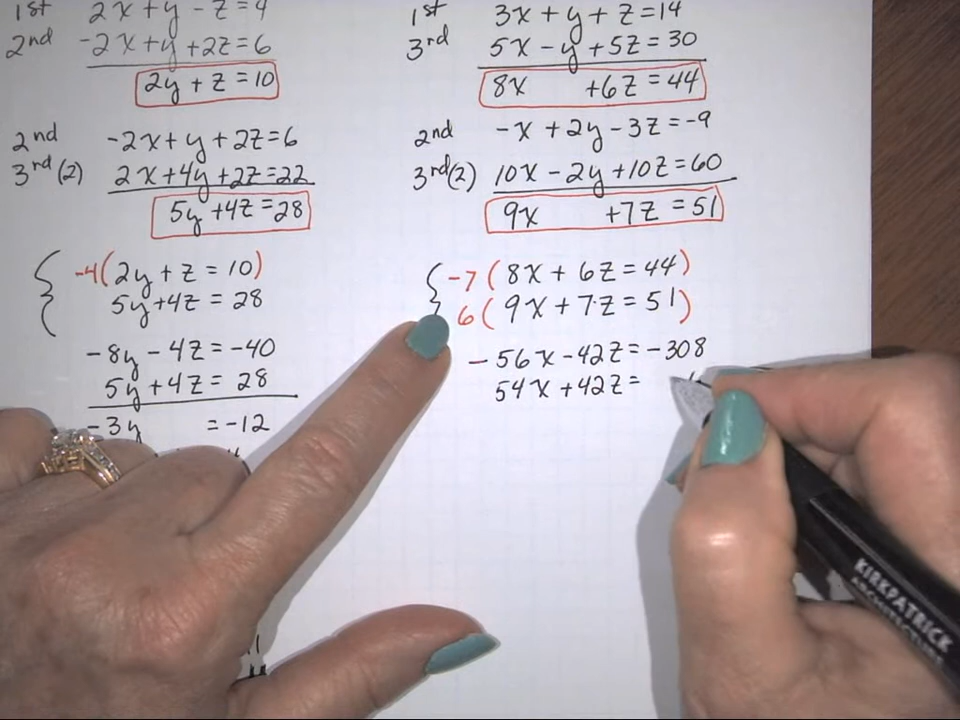 1st 2x + y - z = 4
2nd -2x + y + 2z = 6
2y + z = 10
2nd -2x + y + 2z = 6
3rd (2) 2x + 4y + 2z = 22
5y + 4z = 28
-4( 2y + z = 10 )
5y + 4z = 28
-8y - 4z = -40
5y + 4z = 28
-3y = -12
1st 3x + y + z = 14
3rd 5x - y + 5z = 30
8x + 6z = 44
2nd -x + 2y - 3z = -9
3rd (2) 10x - 2y + 10z = 60
9x + 7z = 51
-7 ( 8x + 6z = 44 )
6 ( 9x + 7z = 51 )
-56x - 42z = -308
54x + 42z =
KIRKPATRICK